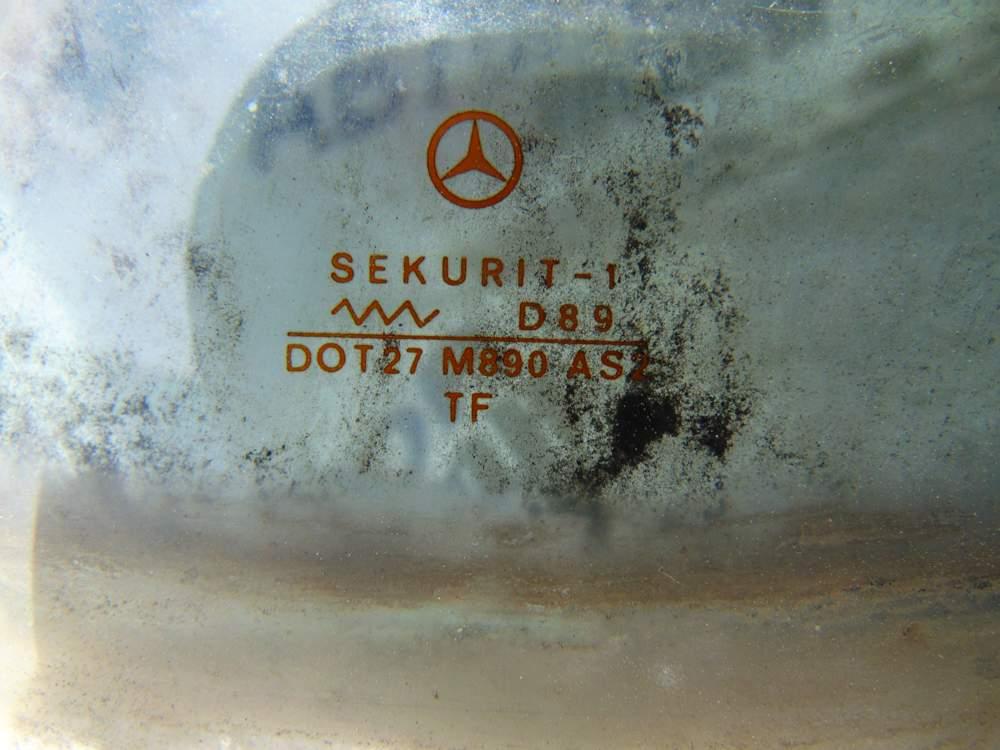 SEKURIT-1
D89
DOT27 M890 AS2
TF